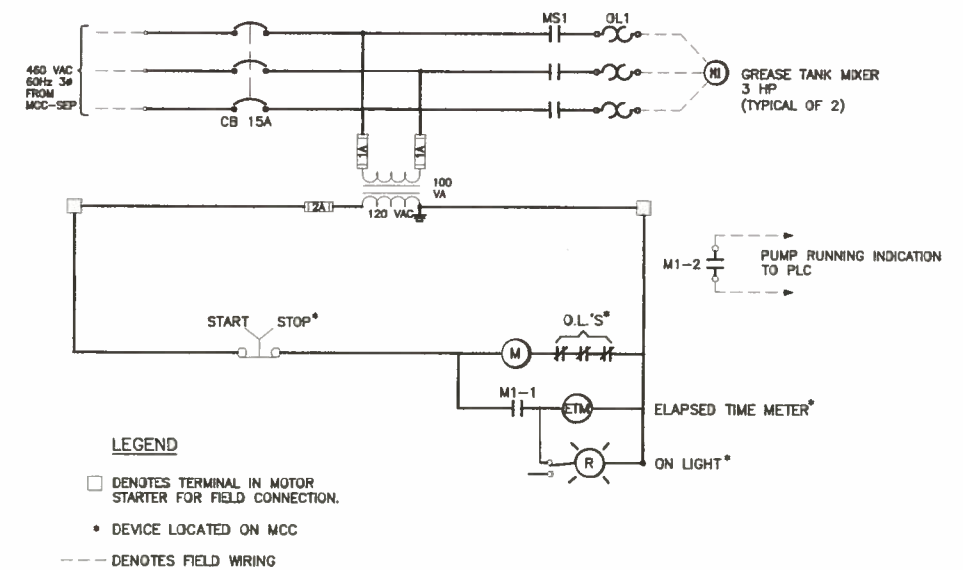 MS1 OL1
460 VAC
60Hz 3ø
FROM
MCC-SEP
CB 15A
M1
GREASE TANK MIXER
3 HP
(TYPICAL OF 2)
1A 1A
100
VA
2A
120 VAC
M1-2
PUMP RUNNING INDICATION
TO PLC
START STOP*
O.L.'S*
M
M1-1
ETM
ELAPSED TIME METER*
R
ON LIGHT*
LEGEND
DENOTES TERMINAL IN MOTOR
STARTER FOR FIELD CONNECTION.
* DEVICE LOCATED ON MCC
DENOTES FIELD WIRING